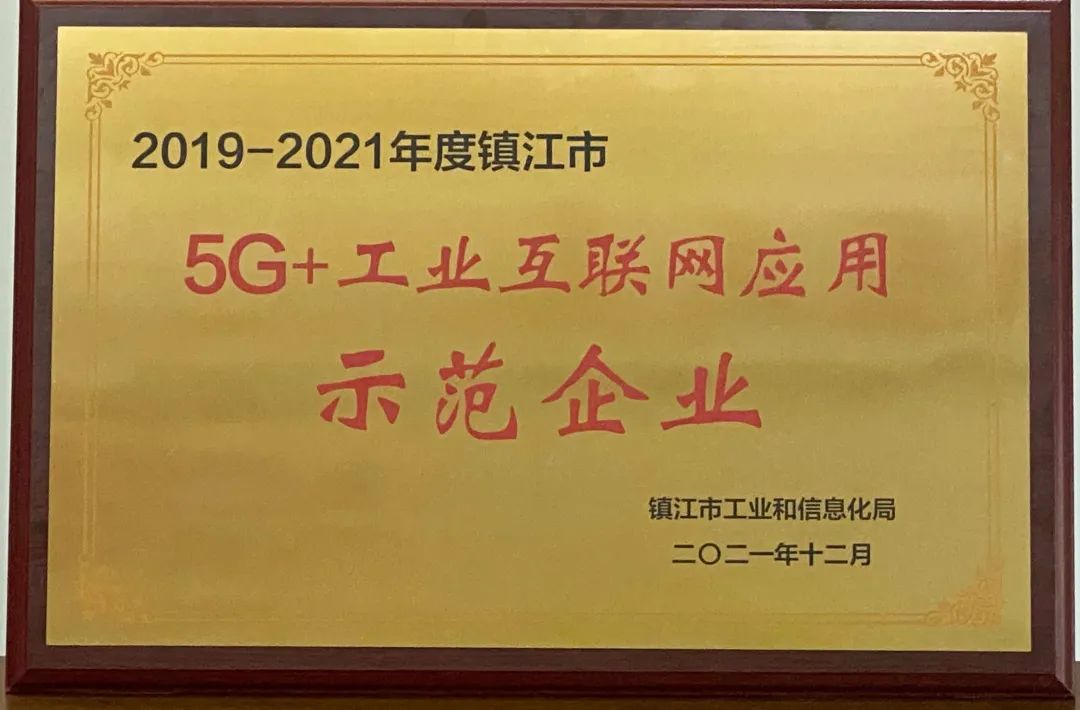 2019-2021年度镇江市
5G+工业互联网应用
示范企业
镇江市工业和信息化局
二〇二一年十二月